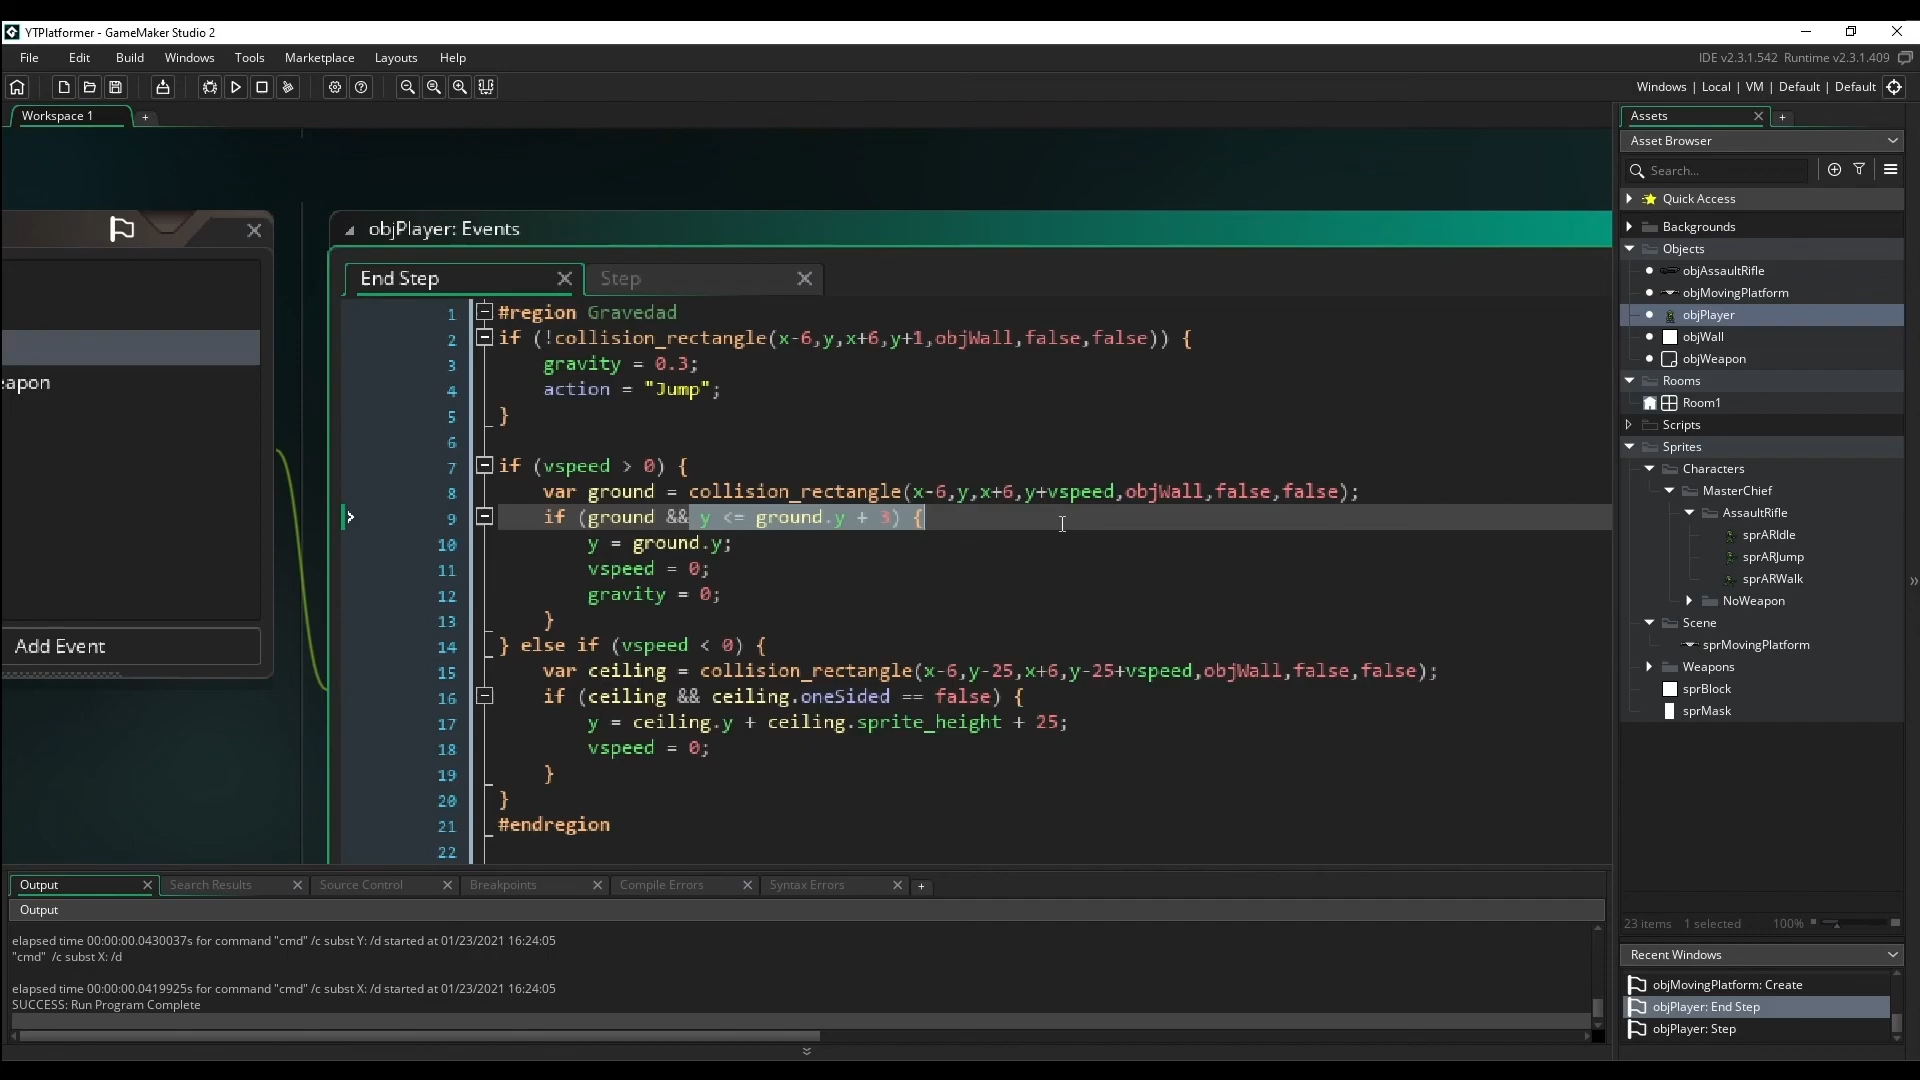 YTPlatformer - GameMaker Studio 2
File Edit Build Windows Tools Marketplace Layouts Help
IDE v2.3.1.542 Runtime v2.3.1.409
Windows | Local | VM | Default | Default
Workspace 1
+
Assets
+
Asset Browser
Search...
Quick Access
Backgrounds
Objects
objAssaultRifle
objMovingPlatform
objPlayer
objWall
objWeapon
Rooms
Room1
Scripts
Sprites
Characters
MasterChief
AssaultRifle
sprARIdle
sprARJump
sprARWalk
NoWeapon
Scene
sprMovingPlatform
Weapons
sprBlock
sprMask
23 items 1 selected 100%
Recent Windows
objMovingPlatform: Create
objPlayer: End Step
objPlayer: Step
eapon
Add Event
objPlayer: Events
End Step
Step
1 #region Gravedad
2 if (!collision_rectangle(x-6,y,x+6,y+1,objWall,false,false)) {
3 gravity = 0.3;
4 action = "Jump";
5 }
6
7 if (vspeed > 0) {
8 var ground = collision_rectangle(x-6,y,x+6,y+vspeed,objWall,false,false);
9 if (ground && y <= ground.y + 3) {
10 y = ground.y;
11 vspeed = 0;
12 gravity = 0;
13 }
14 } else if (vspeed < 0) {
15 var ceiling = collision_rectangle(x-6,y-25,x+6,y-25+vspeed,objWall,false,false);
16 if (ceiling && ceiling.oneSided == false) {
17 y = ceiling.y + ceiling.sprite_height + 25;
18 vspeed = 0;
19 }
20 }
21 #endregion
22
Output Search Results Source Control Breakpoints Compile Errors Syntax Errors +
Output
elapsed time 00:00:00.0430037s for command "cmd" /c subst Y: /d started at 01/23/2021 16:24:05
"cmd" /c subst X: /d
elapsed time 00:00:00.0419925s for command "cmd" /c subst X: /d started at 01/23/2021 16:24:05
SUCCESS: Run Program Complete